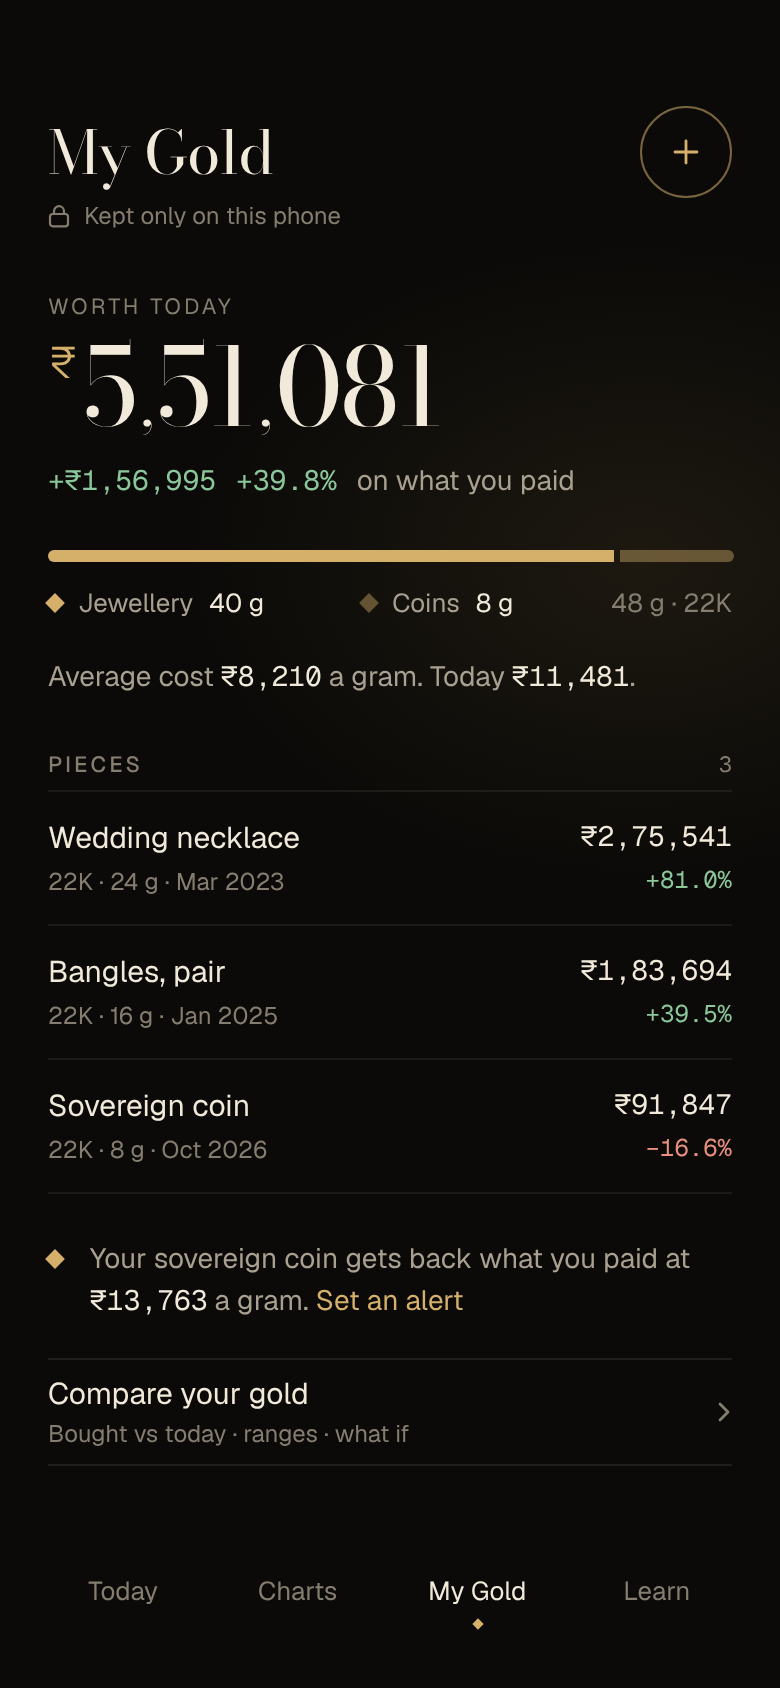 My Gold
Kept only on this phone
WORTH TODAY
₹5,51,081
+₹1,56,995 +39.8% on what you paid
Jewellery 40 g Coins 8 g 48 g · 22K
Average cost ₹8,210 a gram. Today ₹11,481.
PIECES 3
Wedding necklace ₹2,75,541
22K · 24 g · Mar 2023 +81.0%
Bangles, pair ₹1,83,694
22K · 16 g · Jan 2025 +39.5%
Sovereign coin ₹91,847
22K · 8 g · Oct 2026 −16.6%
Your sovereign coin gets back what you paid at
₹13,763 a gram. Set an alert
Compare your gold
Bought vs today · ranges · what if
Today Charts My Gold Learn